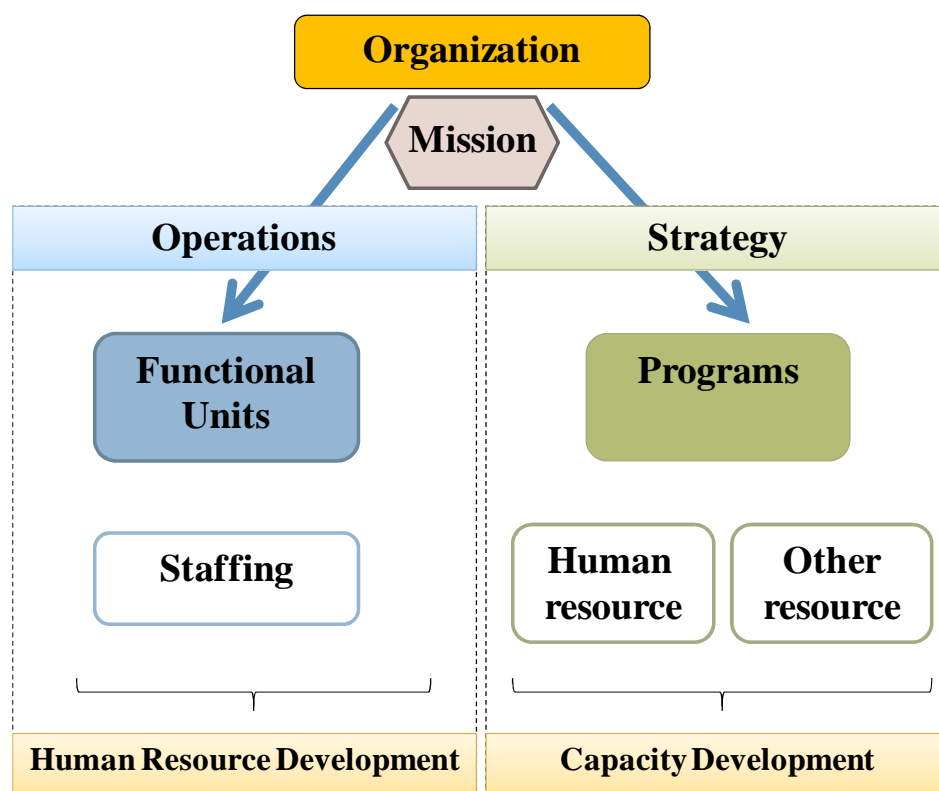 Organization
Mission
Operations
Strategy
Functional
Units
Programs
Staffing
Human
resource
Other
resource
Human Resource Development
Capacity Development